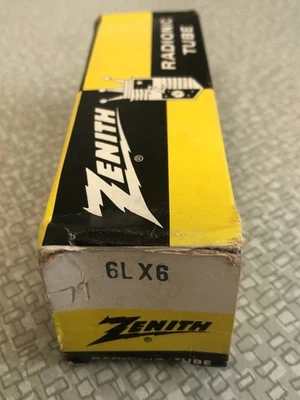 RADIONIC
TUBE
ZENITH
®
6LX6
ZENITH
®
RADIONIC TUBE